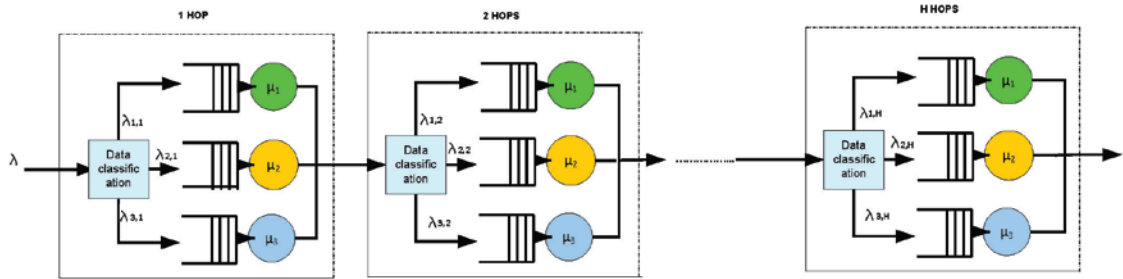 1 HOP
2 HOPS
H HOPS
λ
Data
classific
ation
λ1,1
λ2,1
λ3,1
μ1
μ2
μ3
Data
classific
ation
λ1,2
λ2,2
λ3,2
μ1
μ2
μ3
Data
classific
ation
λ1,H
λ2,H
λ3,H
μ1
μ2
μ3